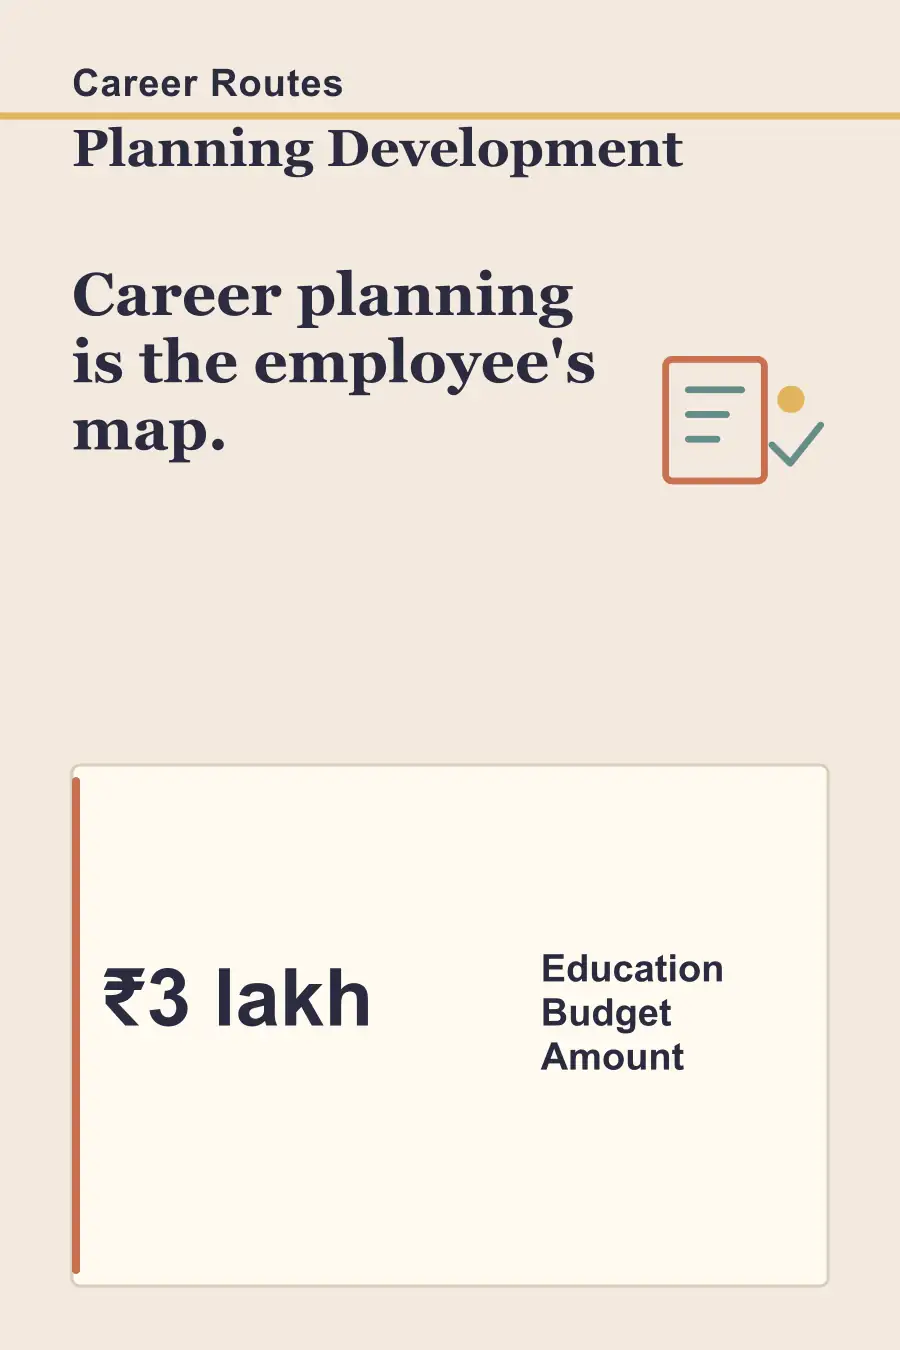 Career Routes
Planning Development
Career planning
is the employee's
map.
₹3 lakh
Education
Budget
Amount